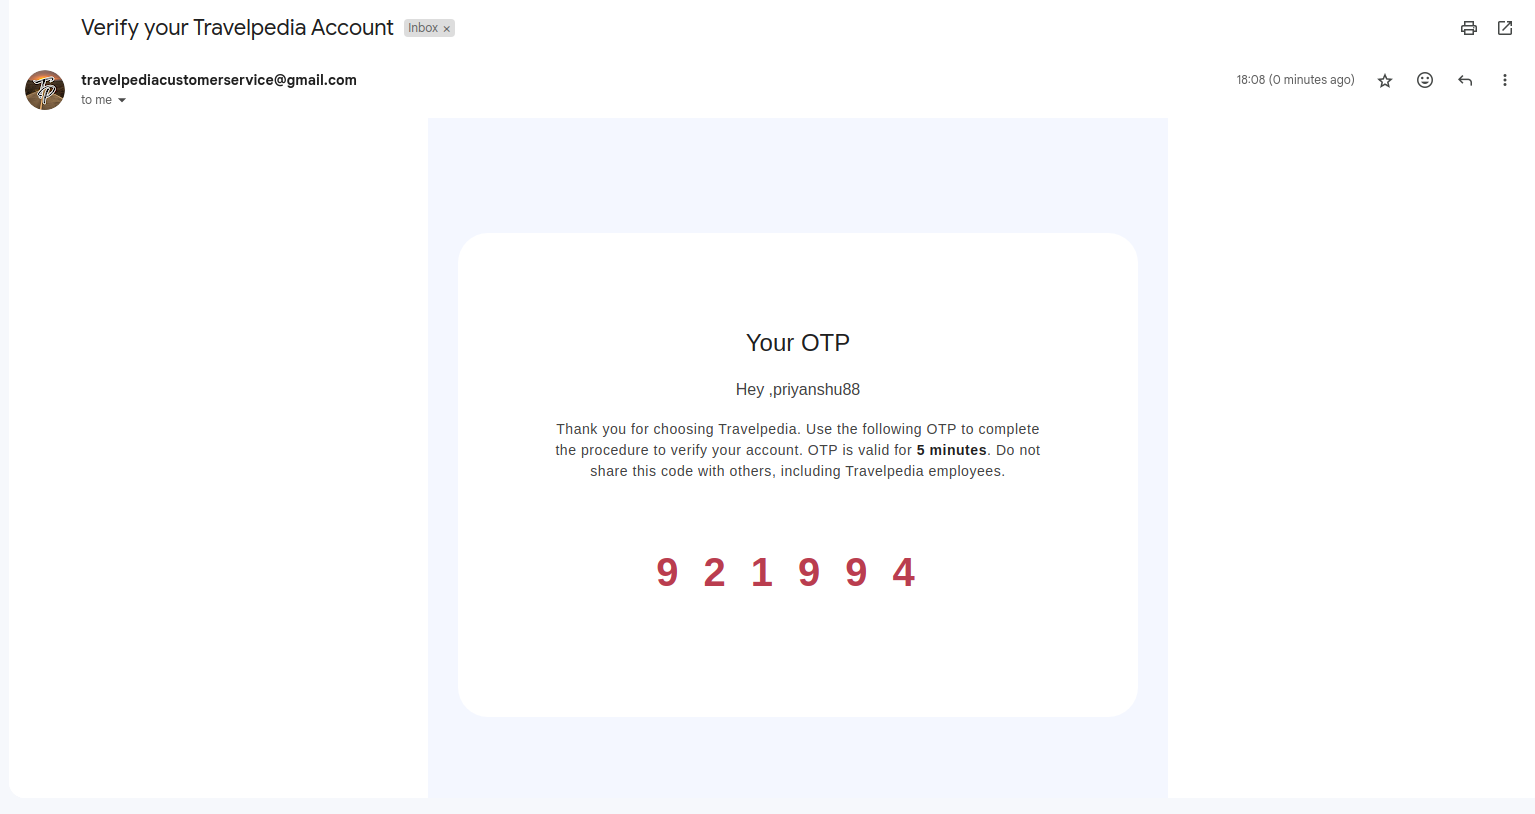 Verify your Travelpedia Account Inbox ×
travelpediacustomerservice@gmail.com 18:08 (0 minutes ago)
to me
Your OTP
Hey ,priyanshu88
Thank you for choosing Travelpedia. Use the following OTP to complete
the procedure to verify your account. OTP is valid for 5 minutes. Do not
share this code with others, including Travelpedia employees.
9 2 1 9 9 4